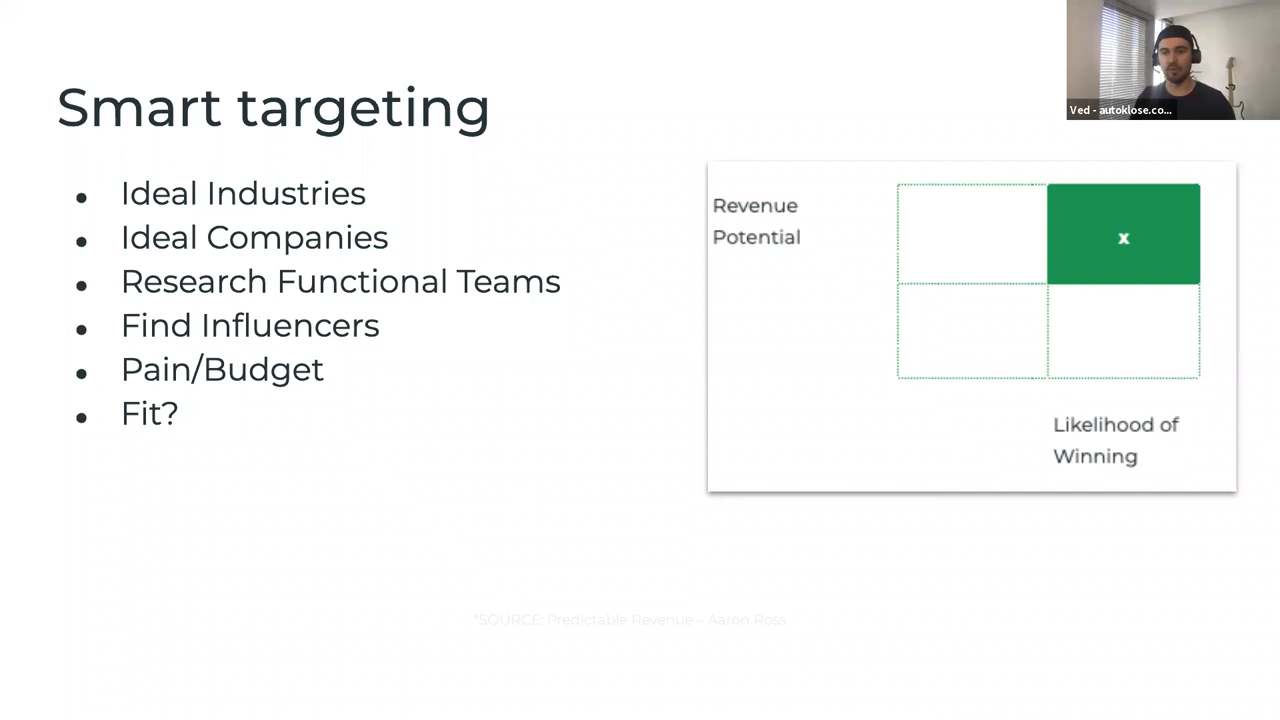 Ved - autoklose.co...
Smart targeting
Ideal Industries
Ideal Companies
Research Functional Teams
Find Influencers
Pain/Budget
Fit?
Revenue
Potential
x
Likelihood of
Winning
*SOURCE: Predictable Revenue – Aaron Ross